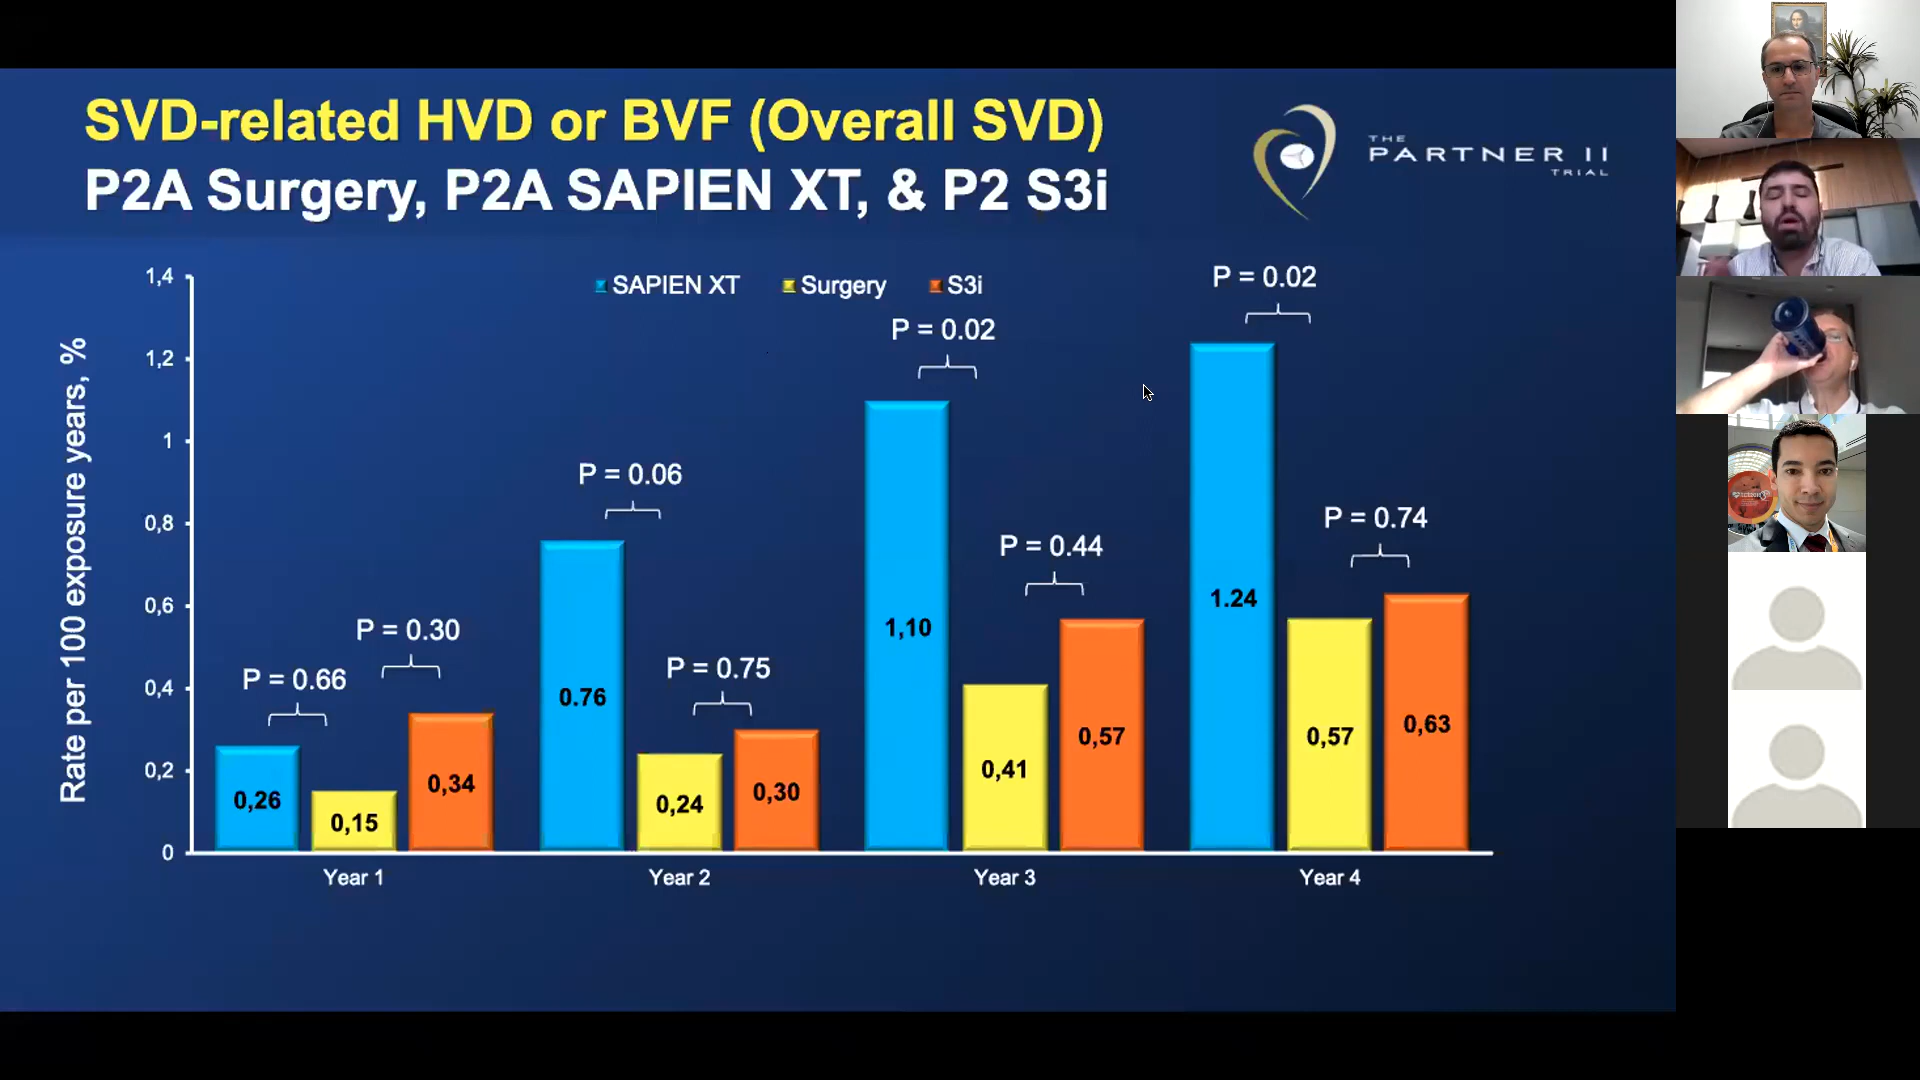 SVD-related HVD or BVF (Overall SVD)
P2A Surgery, P2A SAPIEN XT, & P2 S3i
THE
PARTNER II
TRIAL
Rate per 100 exposure years, %
1,4
1,2
1
0,8
0,6
0,4
0,2
0
SAPIEN XT Surgery S3i
P = 0.66
P = 0.30
0,26
0,15
0,34
Year 1
P = 0.06
P = 0.75
0.76
0,24
0,30
Year 2
P = 0.02
P = 0.44
1,10
0,41
0,57
Year 3
P = 0.02
P = 0.74
1.24
0,57
0,63
Year 4